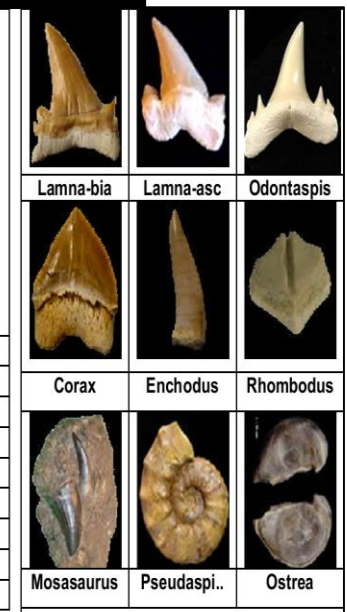 Lamna-bia Lamna-asc Odontaspis
Corax Enchodus Rhombodus
Mosasaurus Pseudaspi.. Ostrea